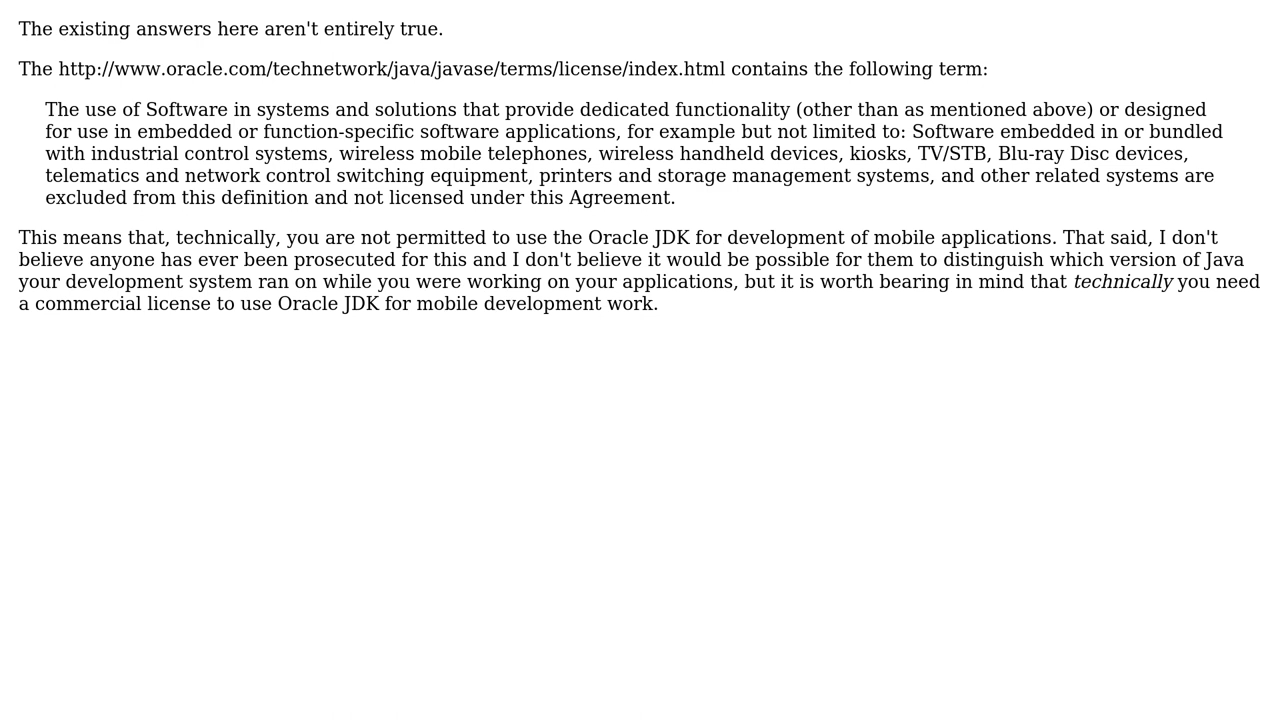 The existing answers here aren't entirely true.
The http://www.oracle.com/technetwork/java/javase/terms/license/index.html contains the following term:
The use of Software in systems and solutions that provide dedicated functionality (other than as mentioned above) or designed
for use in embedded or function-specific software applications, for example but not limited to: Software embedded in or bundled
with industrial control systems, wireless mobile telephones, wireless handheld devices, kiosks, TV/STB, Blu-ray Disc devices,
telematics and network control switching equipment, printers and storage management systems, and other related systems are
excluded from this definition and not licensed under this Agreement.
This means that, technically, you are not permitted to use the Oracle JDK for development of mobile applications. That said, I don't
believe anyone has ever been prosecuted for this and I don't believe it would be possible for them to distinguish which version of Java
your development system ran on while you were working on your applications, but it is worth bearing in mind that technically you need
a commercial license to use Oracle JDK for mobile development work.